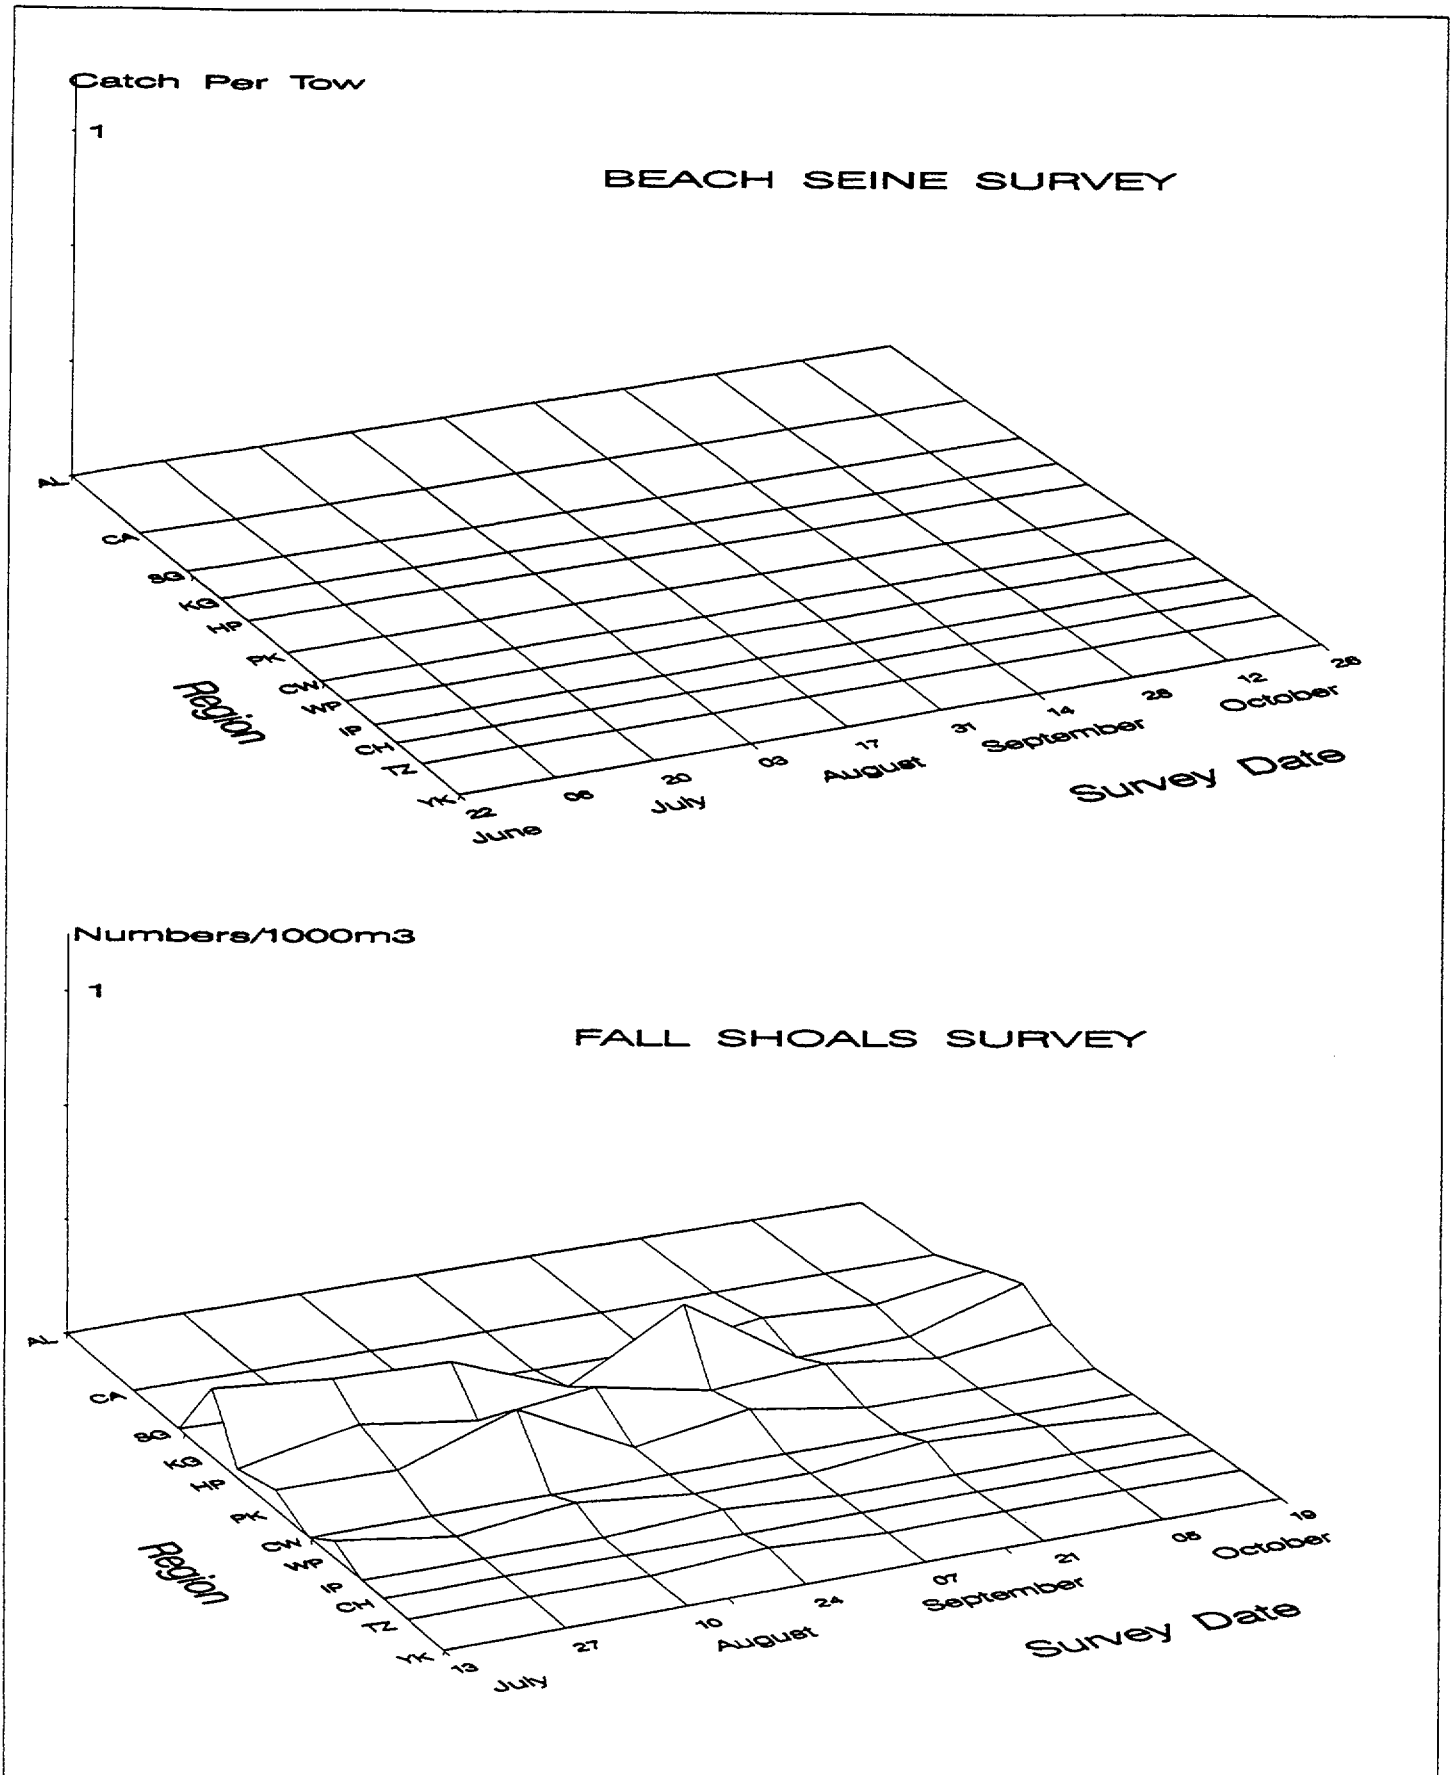 Catch Per Tow
1
BEACH SEINE SURVEY
AL
CA
SG
KG
HP
PK
CW
WP
IP
CH
TZ
YK
Region
22
06
20
03
17
31
14
28
12
26
June
July
August
September
October
Survey Date
Numbers/1000m3
1
FALL SHOALS SURVEY
AL
CA
SG
KG
HP
PK
CW
WP
IP
CH
TZ
YK
Region
13
27
10
24
07
21
05
19
July
August
September
October
Survey Date